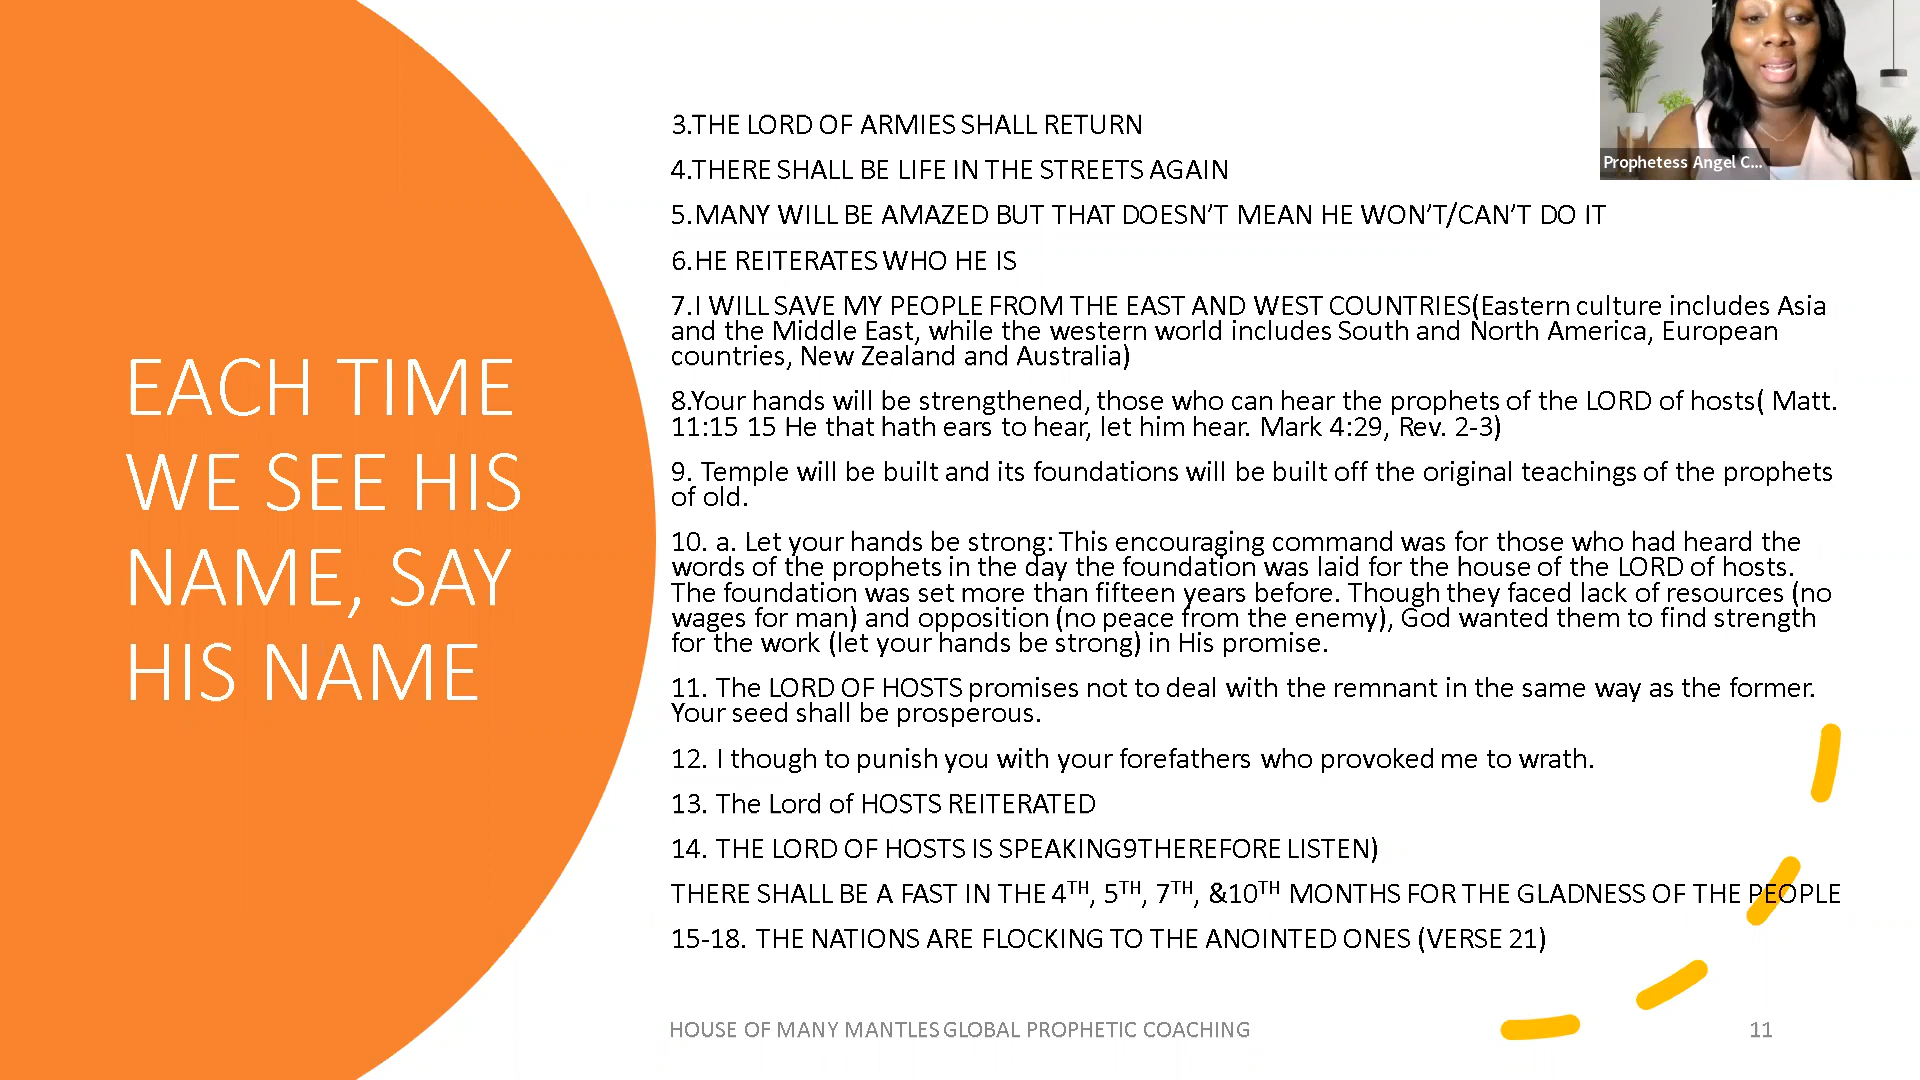 EACH TIME
WE SEE HIS
NAME, SAY
HIS NAME
3.THE LORD OF ARMIES SHALL RETURN
4.THERE SHALL BE LIFE IN THE STREETS AGAIN
5.MANY WILL BE AMAZED BUT THAT DOESN’T MEAN HE WON’T/CAN’T DO IT
6.HE REITERATES WHO HE IS
7.I WILL SAVE MY PEOPLE FROM THE EAST AND WEST COUNTRIES(Eastern culture includes Asia
and the Middle East, while the western world includes South and North America, European
countries, New Zealand and Australia)
8.Your hands will be strengthened, those who can hear the prophets of the LORD of hosts( Matt.
11:15 15 He that hath ears to hear, let him hear. Mark 4:29, Rev. 2-3)
9. Temple will be built and its foundations will be built off the original teachings of the prophets
of old.
10. a. Let your hands be strong: This encouraging command was for those who had heard the
words of the prophets in the day the foundation was laid for the house of the LORD of hosts.
The foundation was set more than fifteen years before. Though they faced lack of resources (no
wages for man) and opposition (no peace from the enemy), God wanted them to find strength
for the work (let your hands be strong) in His promise.
11. The LORD OF HOSTS promises not to deal with the remnant in the same way as the former.
Your seed shall be prosperous.
12. I though to punish you with your forefathers who provoked me to wrath.
13. The Lord of HOSTS REITERATED
14. THE LORD OF HOSTS IS SPEAKING9THEREFORE LISTEN)
THERE SHALL BE A FAST IN THE 4TH, 5TH, 7TH, &10TH MONTHS FOR THE GLADNESS OF THE PEOPLE
15-18. THE NATIONS ARE FLOCKING TO THE ANOINTED ONES (VERSE 21)
HOUSE OF MANY MANTLES GLOBAL PROPHETIC COACHING
11
Prophetess Angel C...